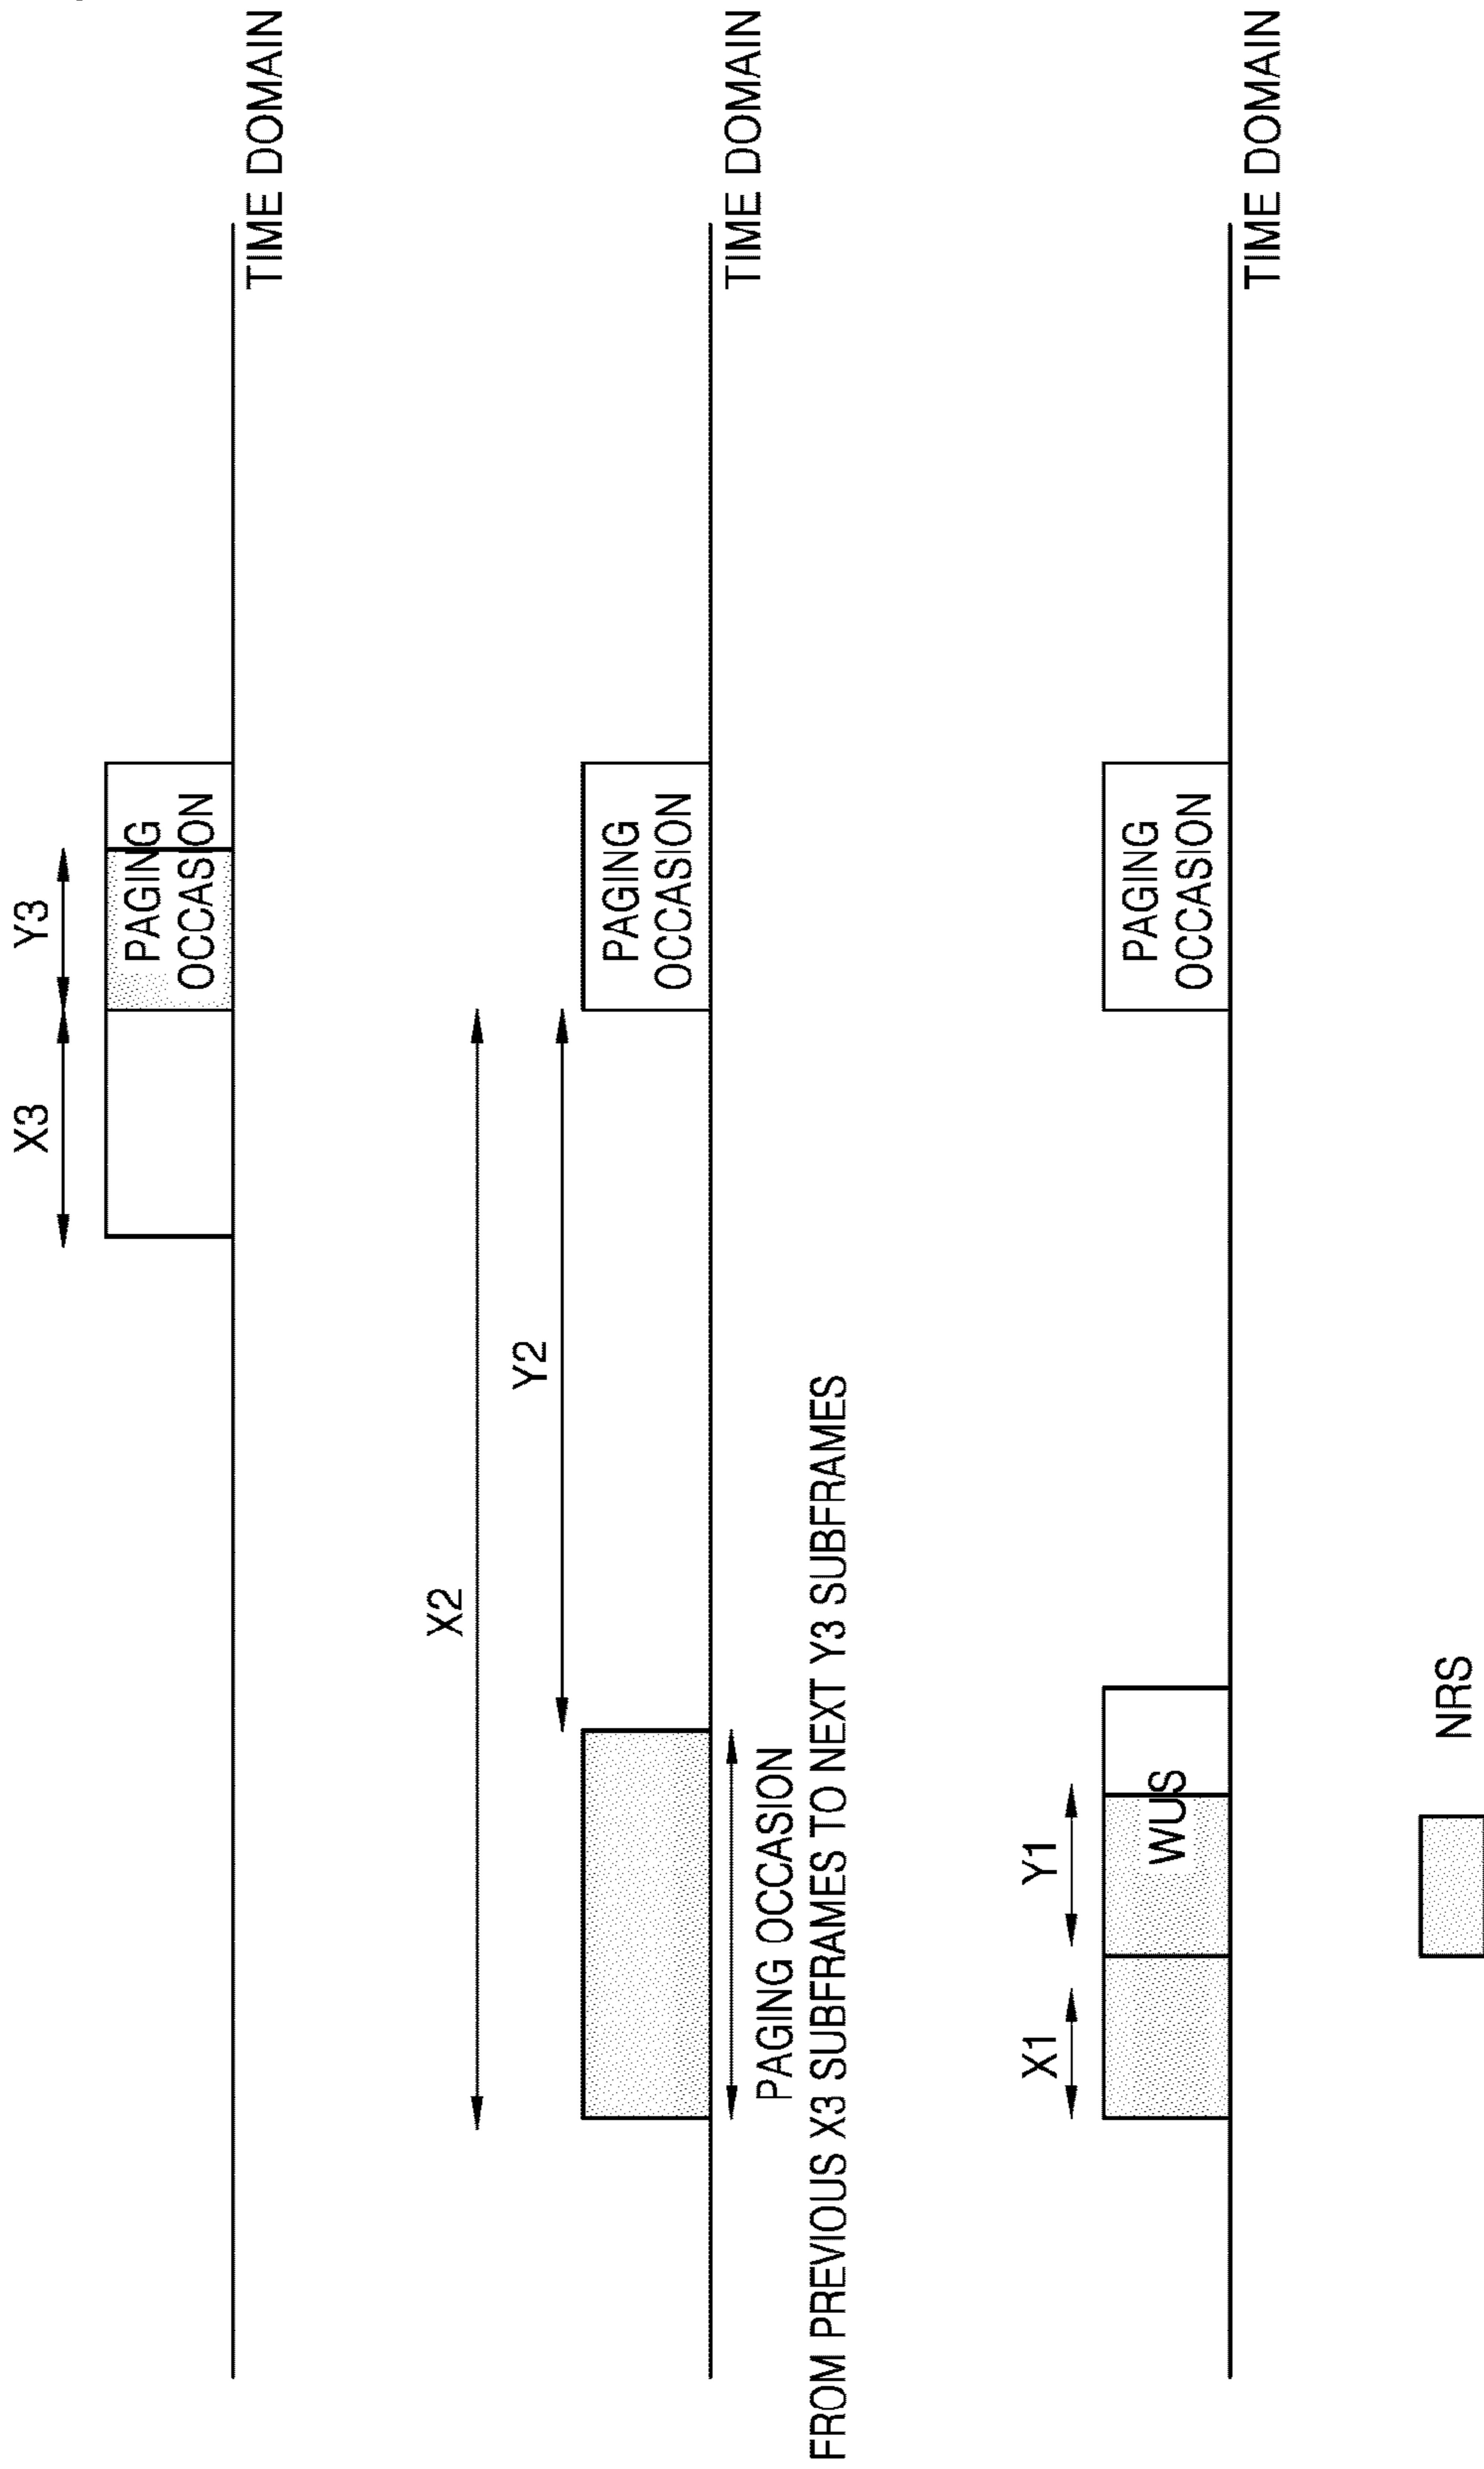 X3
Y3
PAGING
OCCASION
TIME DOMAIN
X2
Y2
PAGING
OCCASION
TIME DOMAIN
PAGING OCCASION
FROM PREVIOUS X3 SUBFRAMES TO NEXT Y3 SUBFRAMES
X1
Y1
WUS
PAGING
OCCASION
TIME DOMAIN
NRS